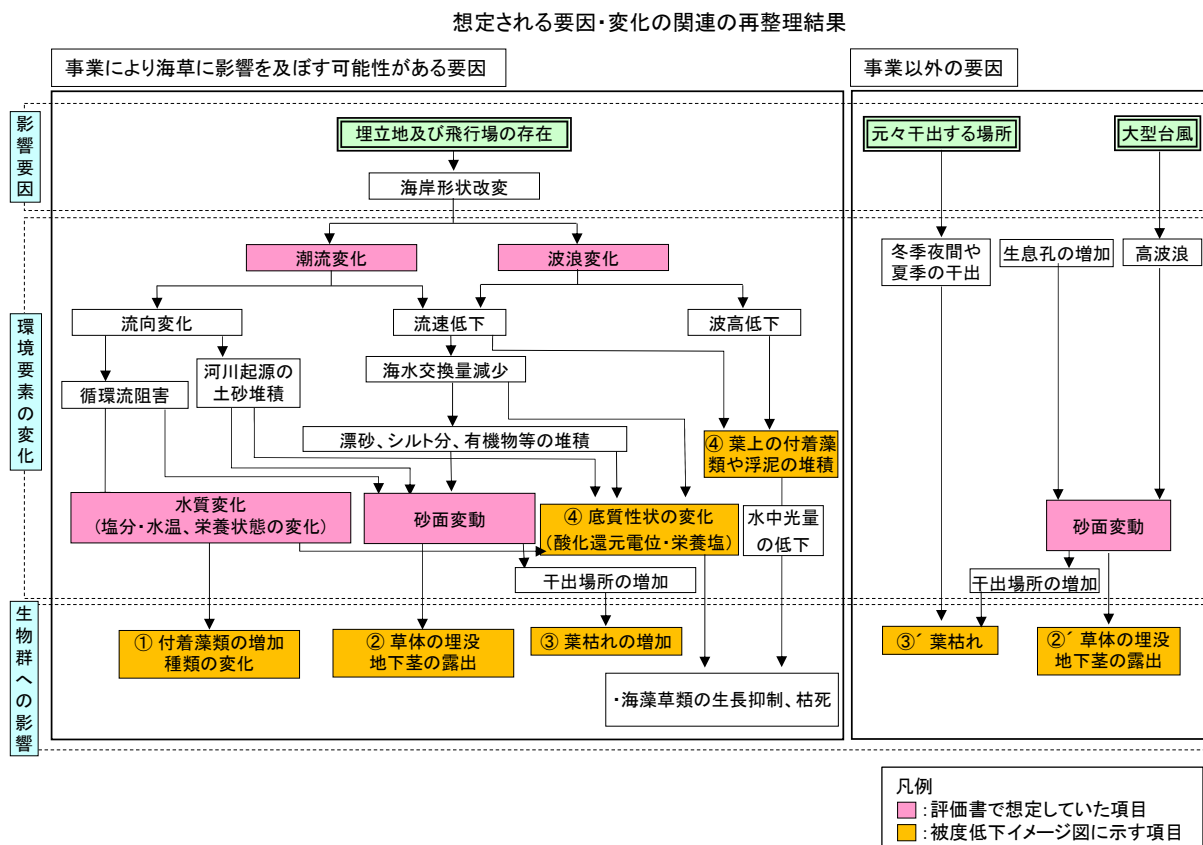 想定される要因・変化の関連の再整理結果
事業により海草に影響を及ぼす可能性がある要因
事業以外の要因
影響要因
埋立地及び飛行場の存在
元々干出する場所
大型台風
海岸形状改変
環境要素の変化
潮流変化
波浪変化
冬季夜間や
夏季の干出
生息孔の増加
高波浪
流向変化
流速低下
波高低下
循環流阻害
河川起源の
土砂堆積
海水交換量減少
漂砂、シルト分、有機物等の堆積
④ 葉上の付着藻
類や浮泥の堆積
水質変化
(塩分・水温、栄養状態の変化)
砂面変動
④ 底質性状の変化
(酸化還元電位・栄養塩)
水中光量
の低下
砂面変動
干出場所の増加
干出場所の増加
生物群への影響
① 付着藻類の増加
種類の変化
② 草体の埋没
地下茎の露出
③ 葉枯れの増加
③´ 葉枯れ
②´ 草体の埋没
地下茎の露出
・海藻草類の生長抑制、枯死
凡例
:評価書で想定していた項目
:被度低下イメージ図に示す項目